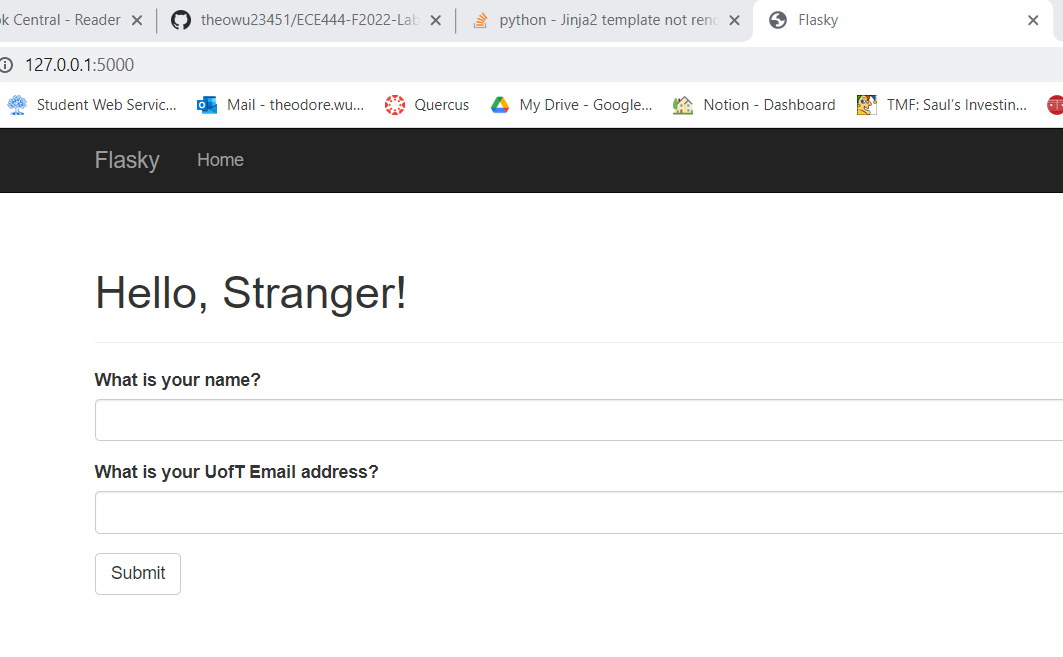 ok Central - Reader theowu23451/ECE444-F2022-Lab python - Jinja2 template not rend Flasky
127.0.0.1:5000
Student Web Servic... Mail - theodore.wu... Quercus My Drive - Google... Notion - Dashboard TMF: Saul's Investin...
Flasky Home
Hello, Stranger!
What is your name?
What is your UofT Email address?
Submit